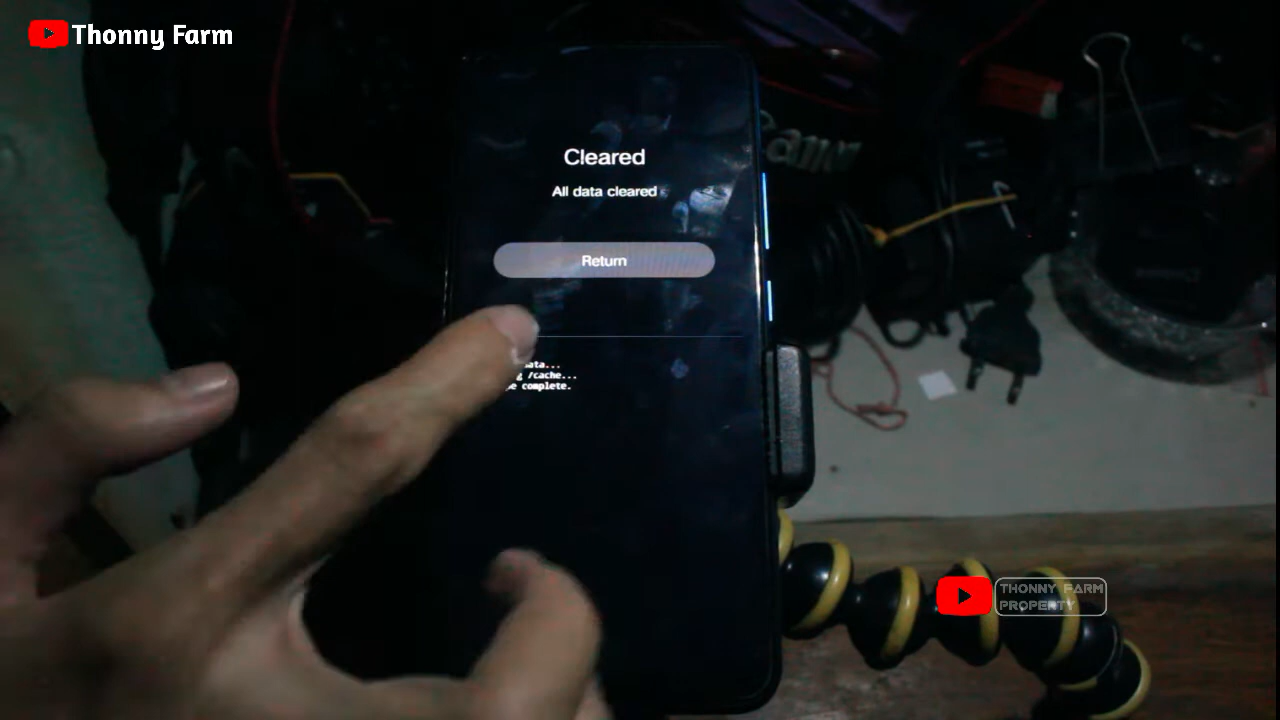 Thonny Farm
Cleared
All data cleared
Return
data...
/cache...
complete.
THONNY FARM
PROPERTY